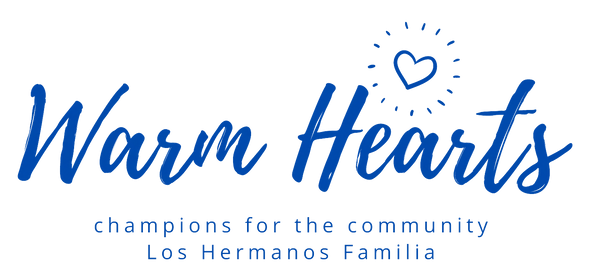 Warm Hearts
champions for the community
Los Hermanos Familia